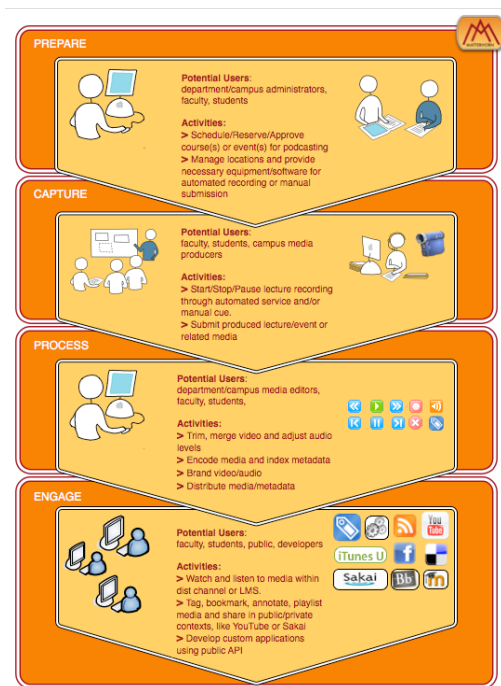 MATTERHORN
PREPARE
Potential Users:
department/campus administrators,
faculty, students
Activities:
> Schedule/Reserve/Approve
course(s) or event(s) for podcasting
> Manage locations and provide
necessary equipment/software for
automated recording or manual
submission
CAPTURE
Potential Users:
faculty, students, campus media
producers
Activities:
> Start/Stop/Pause lecture recording
through automated service and/or
manual cue.
> Submit produced lecture/event or
related media
PROCESS
Potential Users:
department/campus media editors,
faculty, students,
Activities:
> Trim, merge video and adjust audio
levels
> Encode media and index metadata
> Brand video/audio
> Distribute media/metadata
ENGAGE
Potential Users:
faculty, students, public, developers
Activities:
> Watch and listen to media within
dist channel or LMS.
> Tag, bookmark, annotate, playlist
media and share in public/private
contexts, like YouTube or Sakai
> Develop custom applications
using public API
You
Tube
iTunes U
f
Sakai
Bb
m